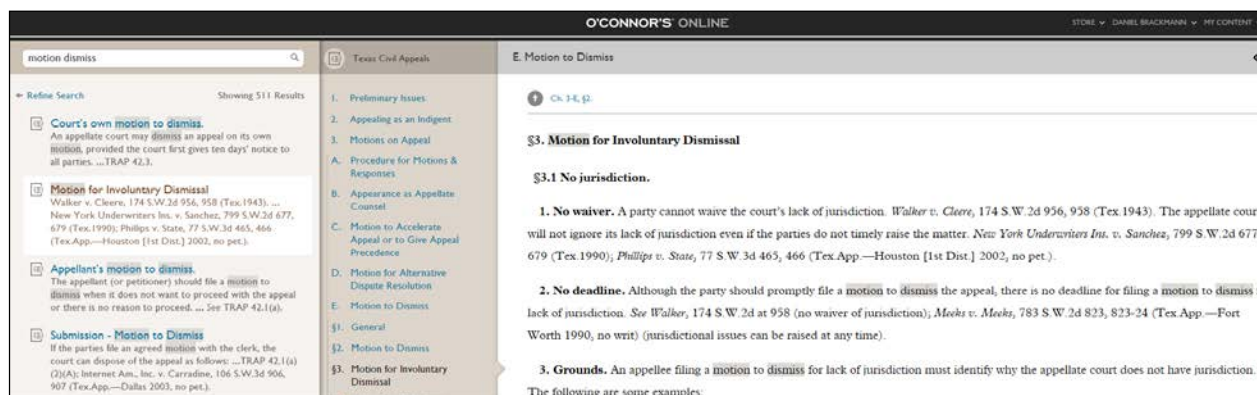 O'CONNOR'S ONLINE
STORE
DANIEL BRACKMANN
MY CONTENT
motion dismiss
Refine Search
Showing 511 Results
Court's own motion to dismiss.
An appellate court may dismiss an appeal on its own
motion, provided the court first gives ten days' notice to
all parties. ...TRAP 42.3.
Motion for Involuntary Dismissal
Walker v. Cleere, 174 S.W.2d 956, 958 (Tex.1943). ...
New York Underwriters Ins. v. Sanchez, 799 S.W.2d 677,
679 (Tex.1990); Phillips v. State, 77 S.W.3d 465, 466
(Tex.App.—Houston [1st Dist.] 2002, no pet.).
Appellant's motion to dismiss.
The appellant (or petitioner) should file a motion to
dismiss when it does not want to proceed with the appeal
or there is no reason to proceed. ... See TRAP 42.1(a).
Submission - Motion to Dismiss
If the parties file an agreed motion with the clerk, the
court can dispose of the appeal as follows: ...TRAP 42.1(a)
(2)(A); Internet Am., Inc. v. Carradine, 106 S.W.3d 906,
907 (Tex.App.—Dallas 2003, no pet.).
Texas Civil Appeals
1. Preliminary Issues
2. Appealing as an Indigent
3. Motions on Appeal
A. Procedure for Motions &
Responses
B. Appearance as Appellate
Counsel
C. Motion to Accelerate
Appeal or to Give Appeal
Precedence
D. Motion for Alternative
Dispute Resolution
E. Motion to Dismiss
§1. General
§2. Motion to Dismiss
§3. Motion for Involuntary
Dismissal
E. Motion to Dismiss
Ch. 3-E, §2.
§3. Motion for Involuntary Dismissal
§3.1 No jurisdiction.
1. No waiver. A party cannot waive the court's lack of jurisdiction. Walker v. Cleere, 174 S.W.2d 956, 958 (Tex.1943). The appellate cour
will not ignore its lack of jurisdiction even if the parties do not timely raise the matter. New York Underwriters Ins. v. Sanchez, 799 S.W.2d 677
679 (Tex.1990); Phillips v. State, 77 S.W.3d 465, 466 (Tex.App.—Houston [1st Dist.] 2002, no pet.).
2. No deadline. Although the party should promptly file a motion to dismiss the appeal, there is no deadline for filing a motion to dismiss
lack of jurisdiction. See Walker, 174 S.W.2d at 958 (no waiver of jurisdiction); Meeks v. Meeks, 783 S.W.2d 823, 823-24 (Tex.App.—Fort
Worth 1990, no writ) (jurisdictional issues can be raised at any time).
3. Grounds. An appellee filing a motion to dismiss for lack of jurisdiction must identify why the appellate court does not have jurisdiction.
The following are some examples: